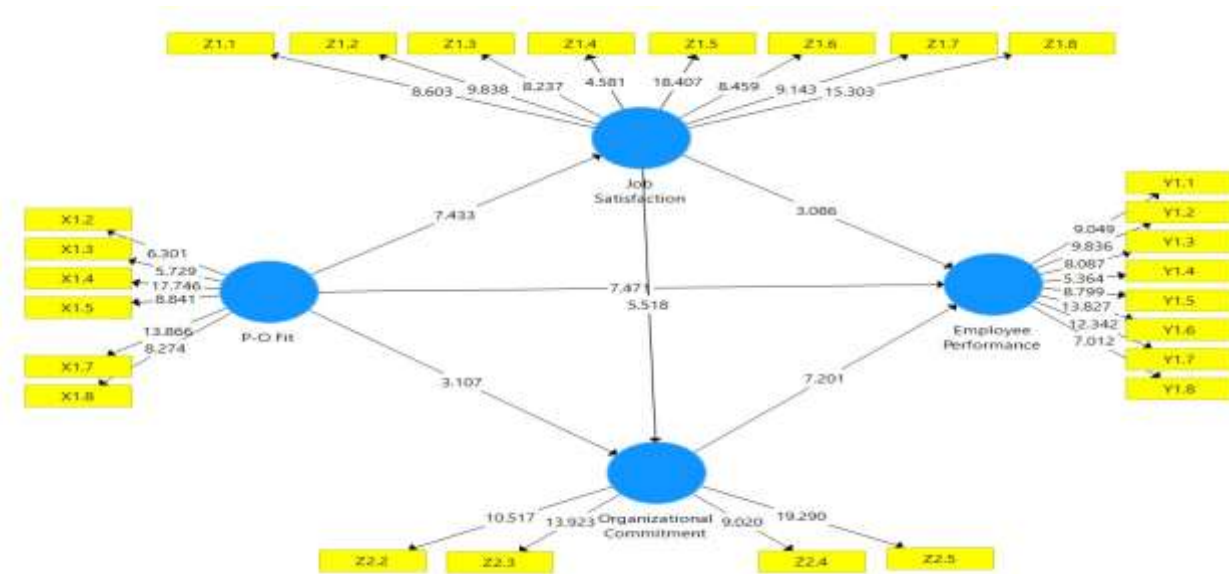 Z1.1 Z1.2 Z1.3 Z1.4 Z1.5 Z1.6 Z1.7 Z1.8
8.603 9.838 8.237 4.581 18.407 8.459 9.143 15.303
Job
Satisfaction
7.433
3.086
X1.2
X1.3
X1.4
X1.5
X1.7
X1.8
6.301
5.729
17.746
8.841
13.866
8.274
P-O Fit
7.471
5.518
Y1.1
Y1.2
Y1.3
Y1.4
Y1.5
Y1.6
Y1.7
Y1.8
9.049
9.836
8.087
5.364
8.799
13.827
12.342
7.012
Employee
Performance
3.107
7.201
10.517 13.923 9.020 19.290
Organizational
Commitment
Z2.2 Z2.3 Z2.4 Z2.5